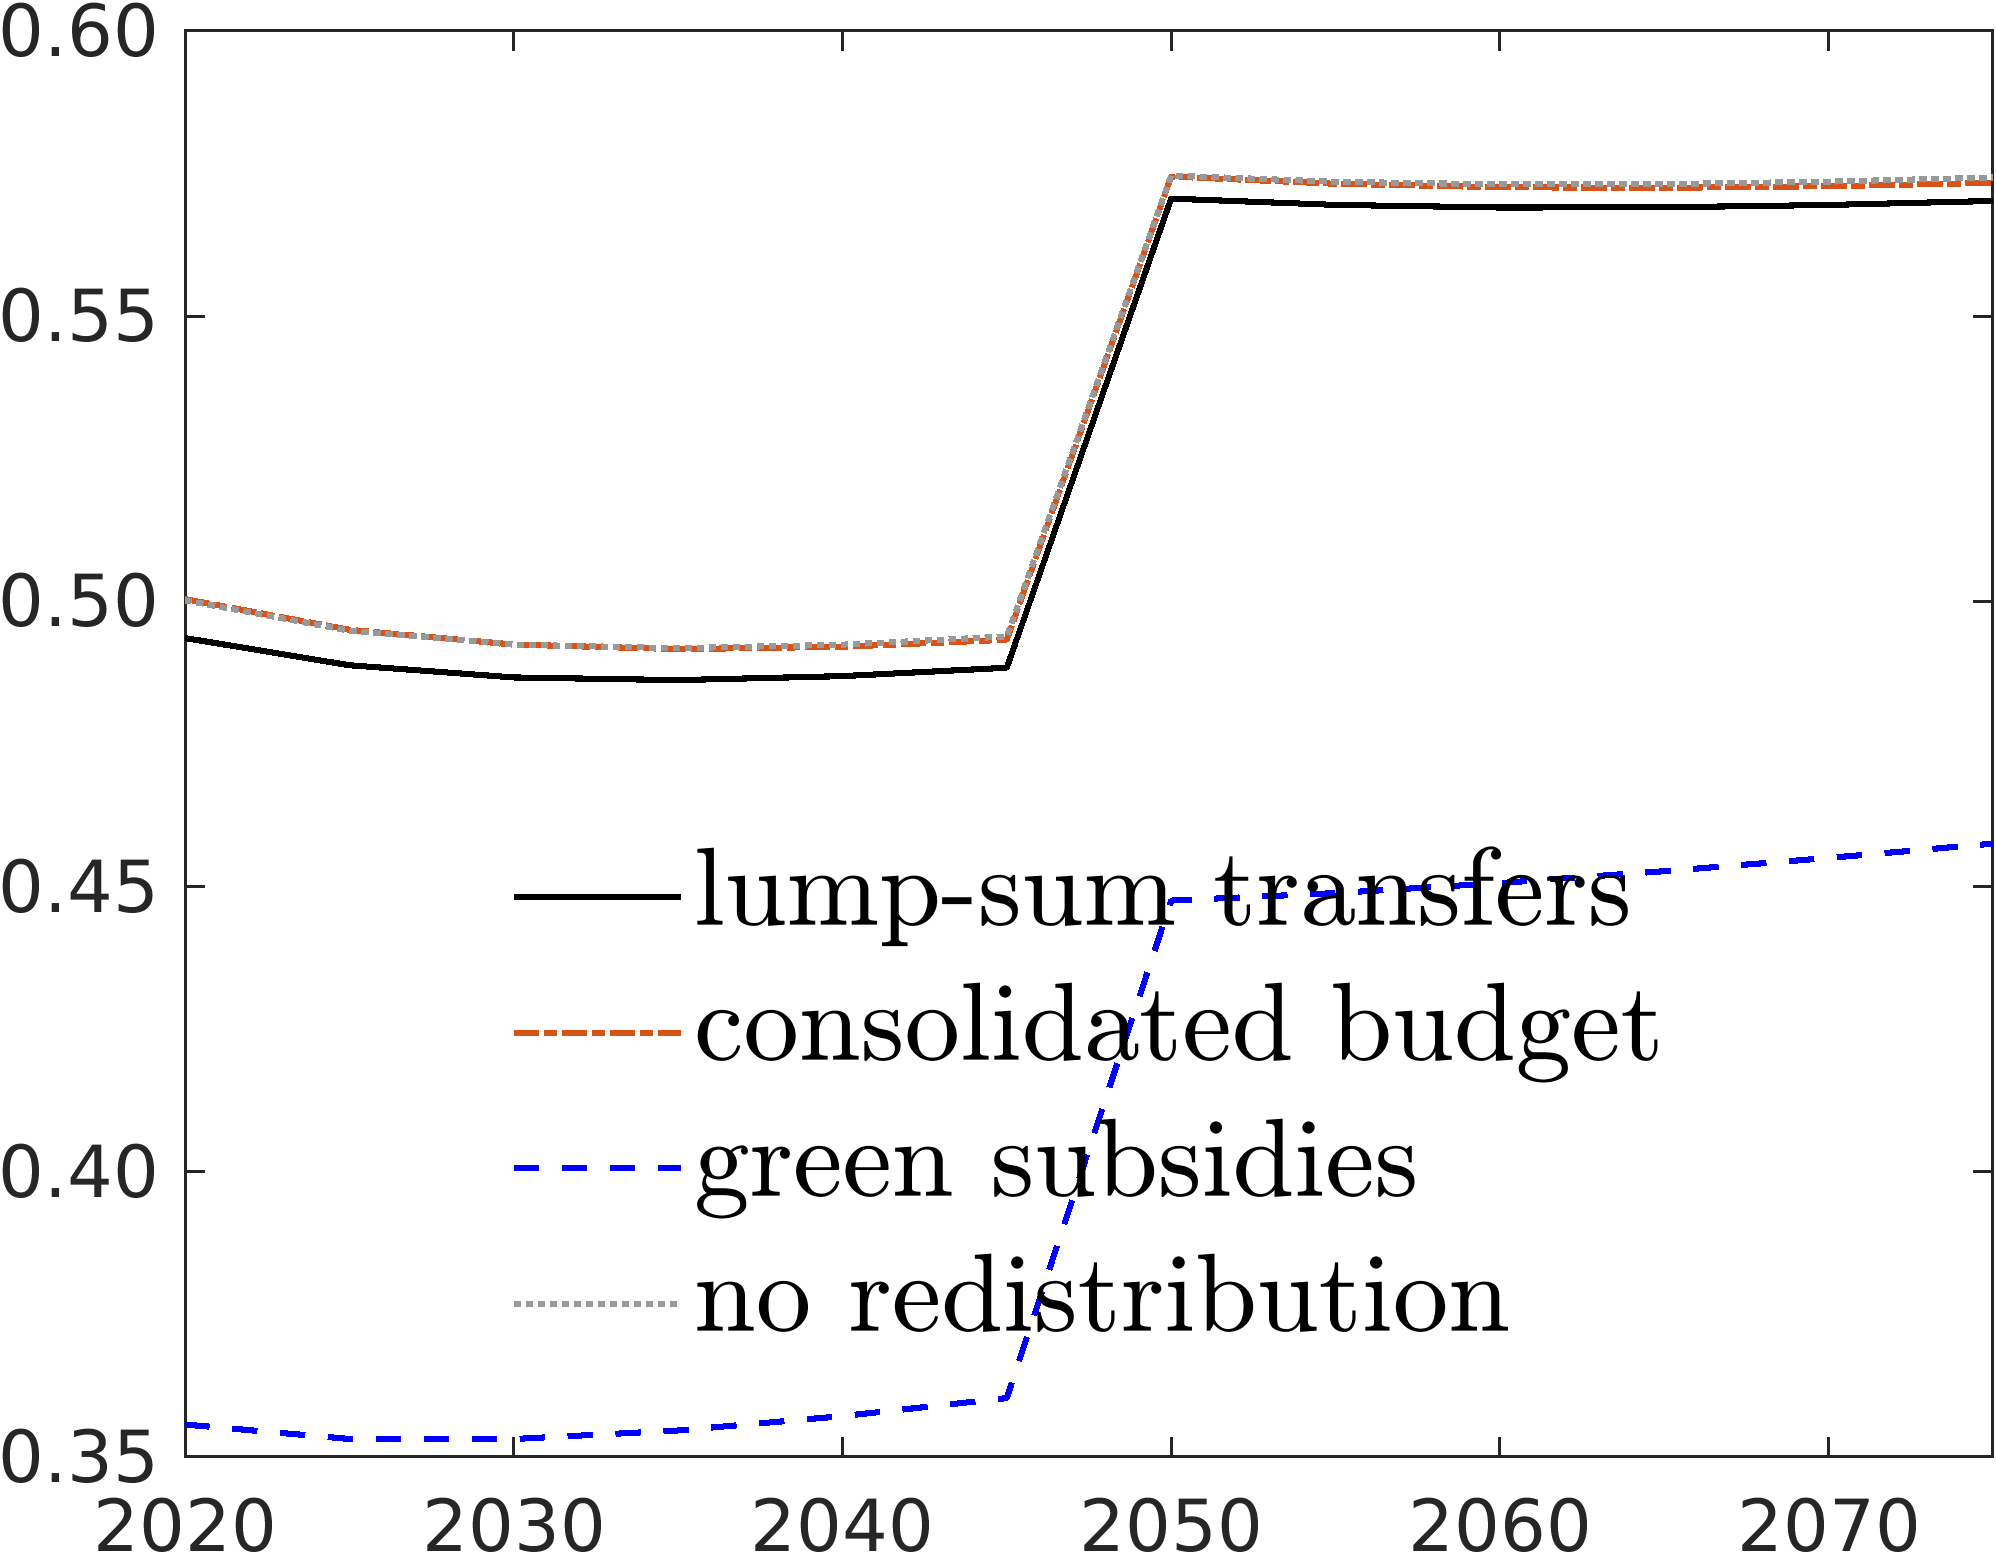 0.60
0.55
0.50
0.45
0.40
0.35
lump-sum transfers
consolidated budget
green subsidies
no redistribution
2020 2030 2040 2050 2060 2070